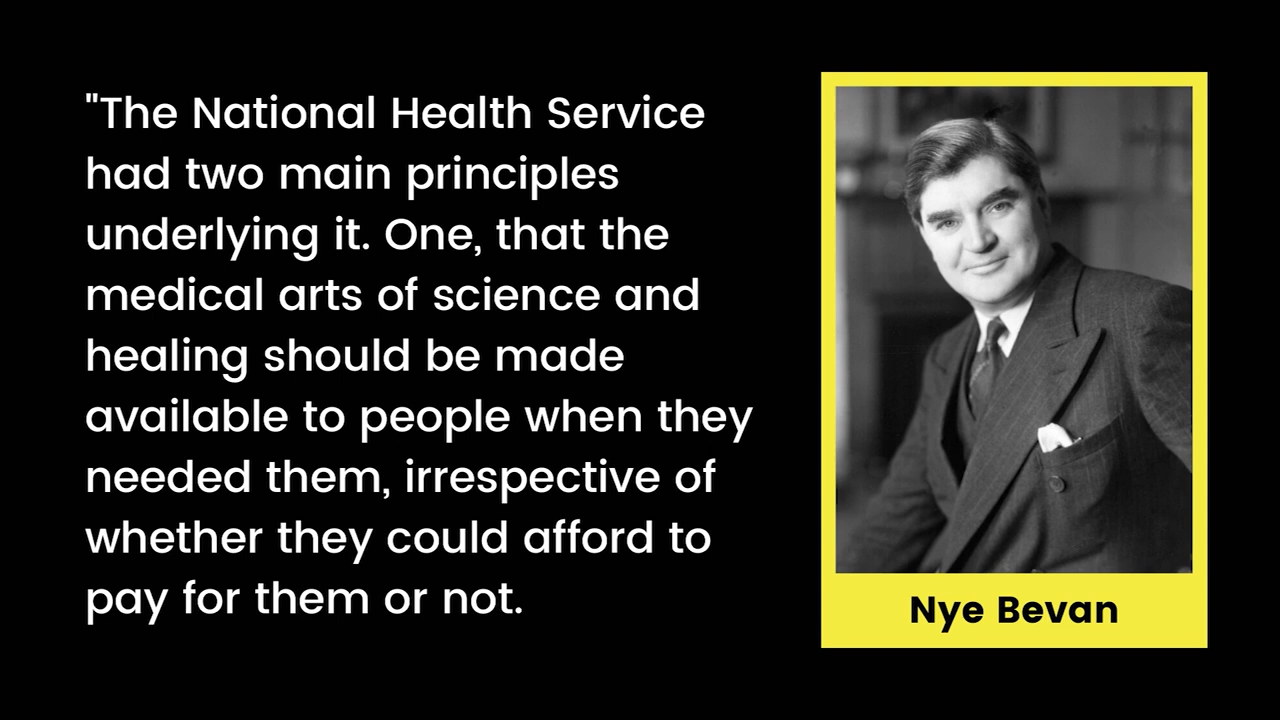 "The National Health Service
had two main principles
underlying it. One, that the
medical arts of science and
healing should be made
available to people when they
needed them, irrespective of
whether they could afford to
pay for them or not.
Nye Bevan